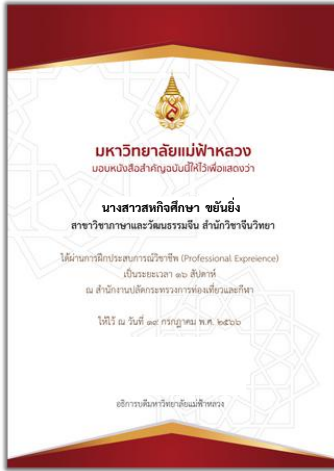 มหาวิทยาลัยแม่ฟ้าหลวง
มอบหนังสือสำคัญฉบับนี้ให้ไว้เพื่อแสดงว่า
นางสาวสหกิจศึกษา ขยันยิ่ง
สาขาวิชาภาษาและวัฒนธรรมจีน สำนักวิชาจีนวิทยา
ได้ผ่านการฝึกประสบการณ์วิชาชีพ (Professional Expreience)
เป็นระยะเวลา ๑๖ สัปดาห์
ณ สำนักงานปลัดกระทรวงการท่องเที่ยวและกีฬา
ให้ไว้ ณ วันที่ ๑๙ กรกฎาคม พ.ศ. ๒๕๖๖
อธิการบดีมหาวิทยาลัยแม่ฟ้าหลวง